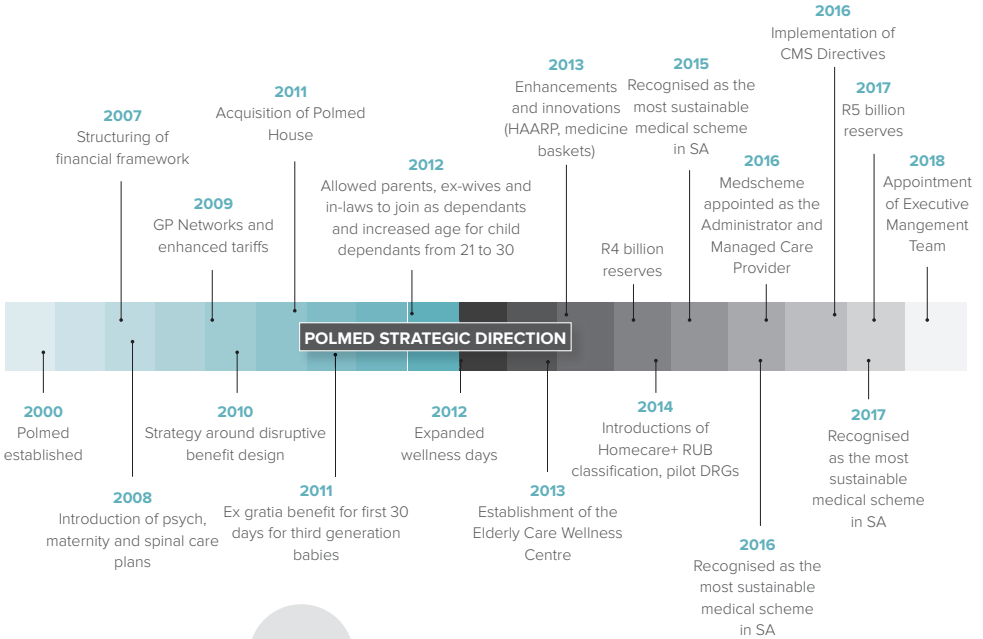 2007
Structuring of
financial framework
2009
GP Networks and
enhanced tariffs
2011
Acquisition of Polmed
House
2012
Allowed parents, ex-wives and
in-laws to join as dependants
and increased age for child
dependants from 21 to 30
2013
Enhancements
and innovations
(HAARP, medicine
baskets)
R4 billion
reserves
2015
Recognised as the
most sustainable
medical scheme
in SA
2016
Medscheme
appointed as the
Administrator and
Managed Care
Provider
2016
Implementation of
CMS Directives
2017
R5 billion
reserves
2018
Appointment
of Executive
Mangement
Team
POLMED STRATEGIC DIRECTION
2000
Polmed
established
2008
Introduction of psych,
maternity and spinal care
plans
2010
Strategy around disruptive
benefit design
2011
Ex gratia benefit for first 30
days for third generation
babies
2012
Expanded
wellness days
2013
Establishment of the
Elderly Care Wellness
Centre
2014
Introductions of
Homecare+ RUB
classification, pilot DRGs
2016
Recognised as the
most sustainable
medical scheme
in SA
2017
Recognised
as the most
sustainable
medical scheme
in SA